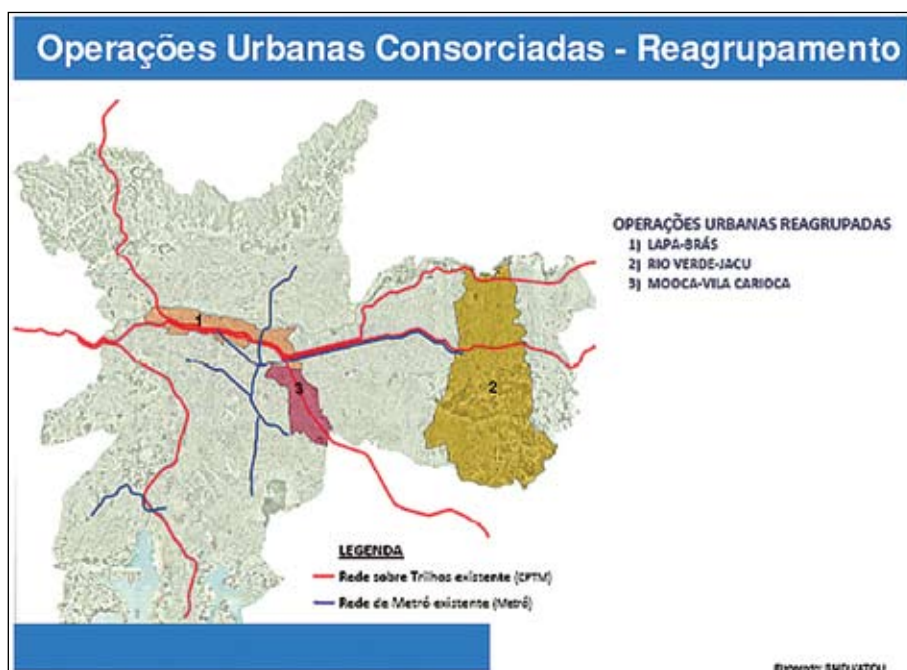 Operações Urbanas Consorciadas - Reagrupamento
OPERAÇÕES URBANAS REAGRUPADAS
1) LAPA-BRÁS
2) RIO VERDE-JACU
3) MOOCA-VILA CARIOCA
1
2
3
LEGENDA
Rede sobre Trilhos existente (CPTM)
Rede de Metrô existente (Metrô)